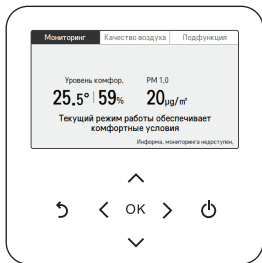 Мониторинг Качество воздуха Подфункция
Уровень комфор, PM 1,0
25.5° 59% 20μg/㎥
Текущий режим работы обеспечивает
комфортные условия
Информа, мониторинга недоступен,
OK